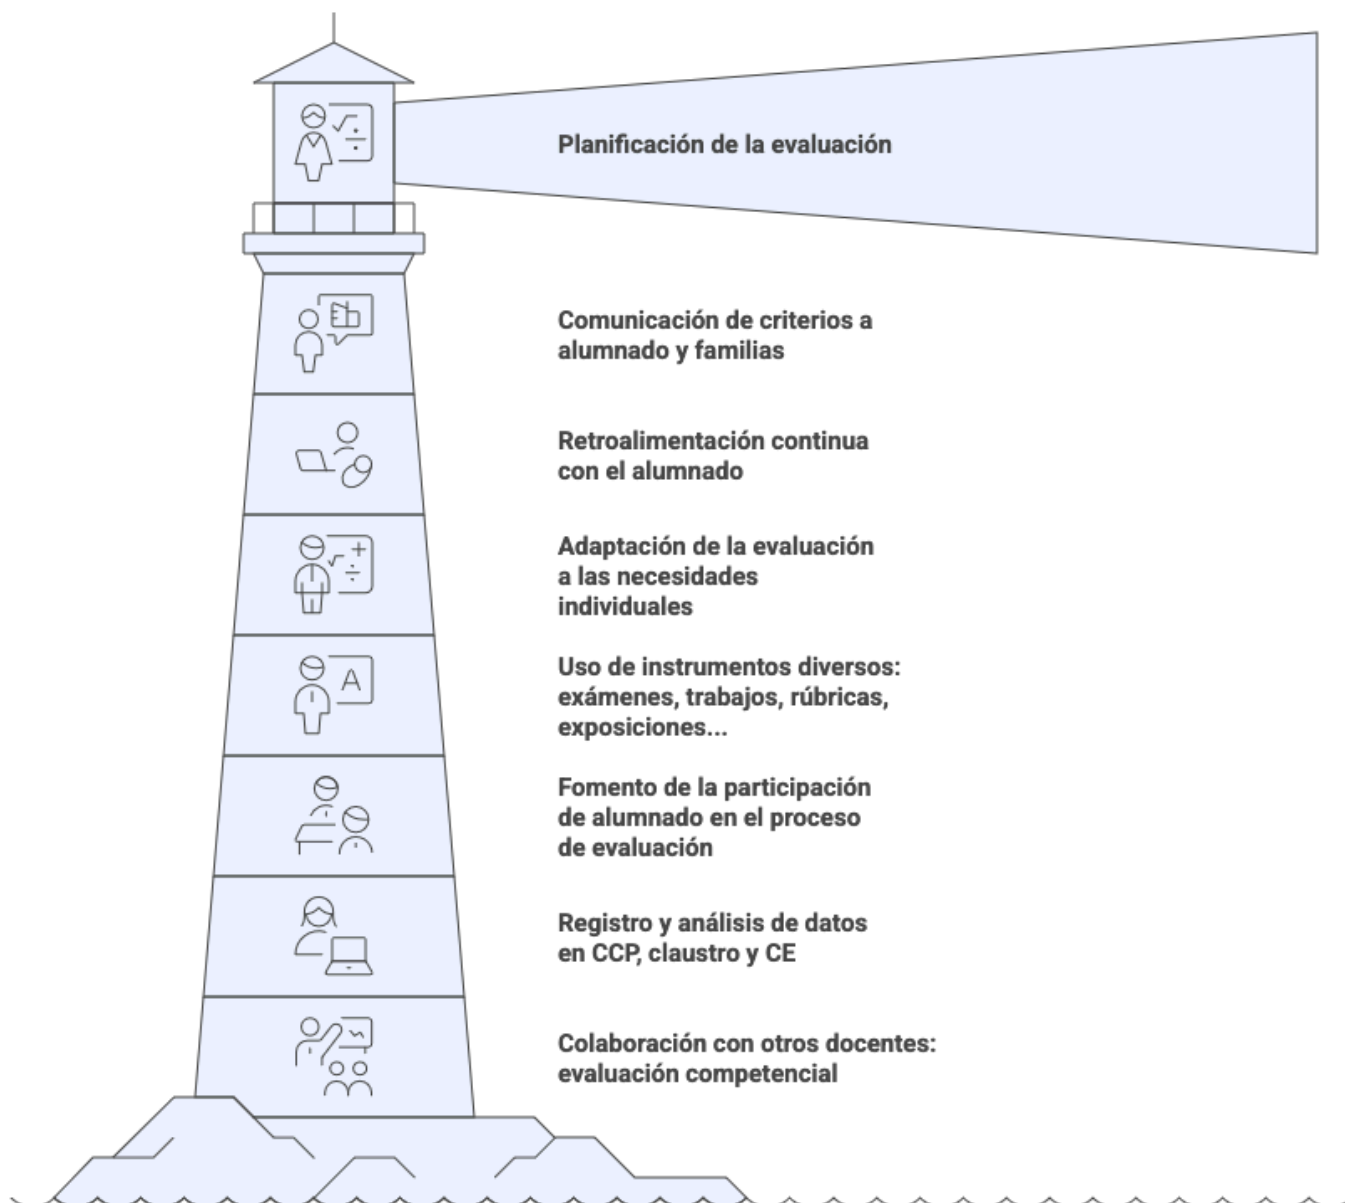 Planificación de la evaluación
Comunicación de criterios a
alumnado y familias
Retroalimentación continua
con el alumnado
Adaptación de la evaluación
a las necesidades
individuales
A
Uso de instrumentos diversos:
exámenes, trabajos, rúbricas,
exposiciones...
Fomento de la participación
de alumnado en el proceso
de evaluación
Registro y análisis de datos
en CCP, claustro y CE
Colaboración con otros docentes:
evaluación competencial